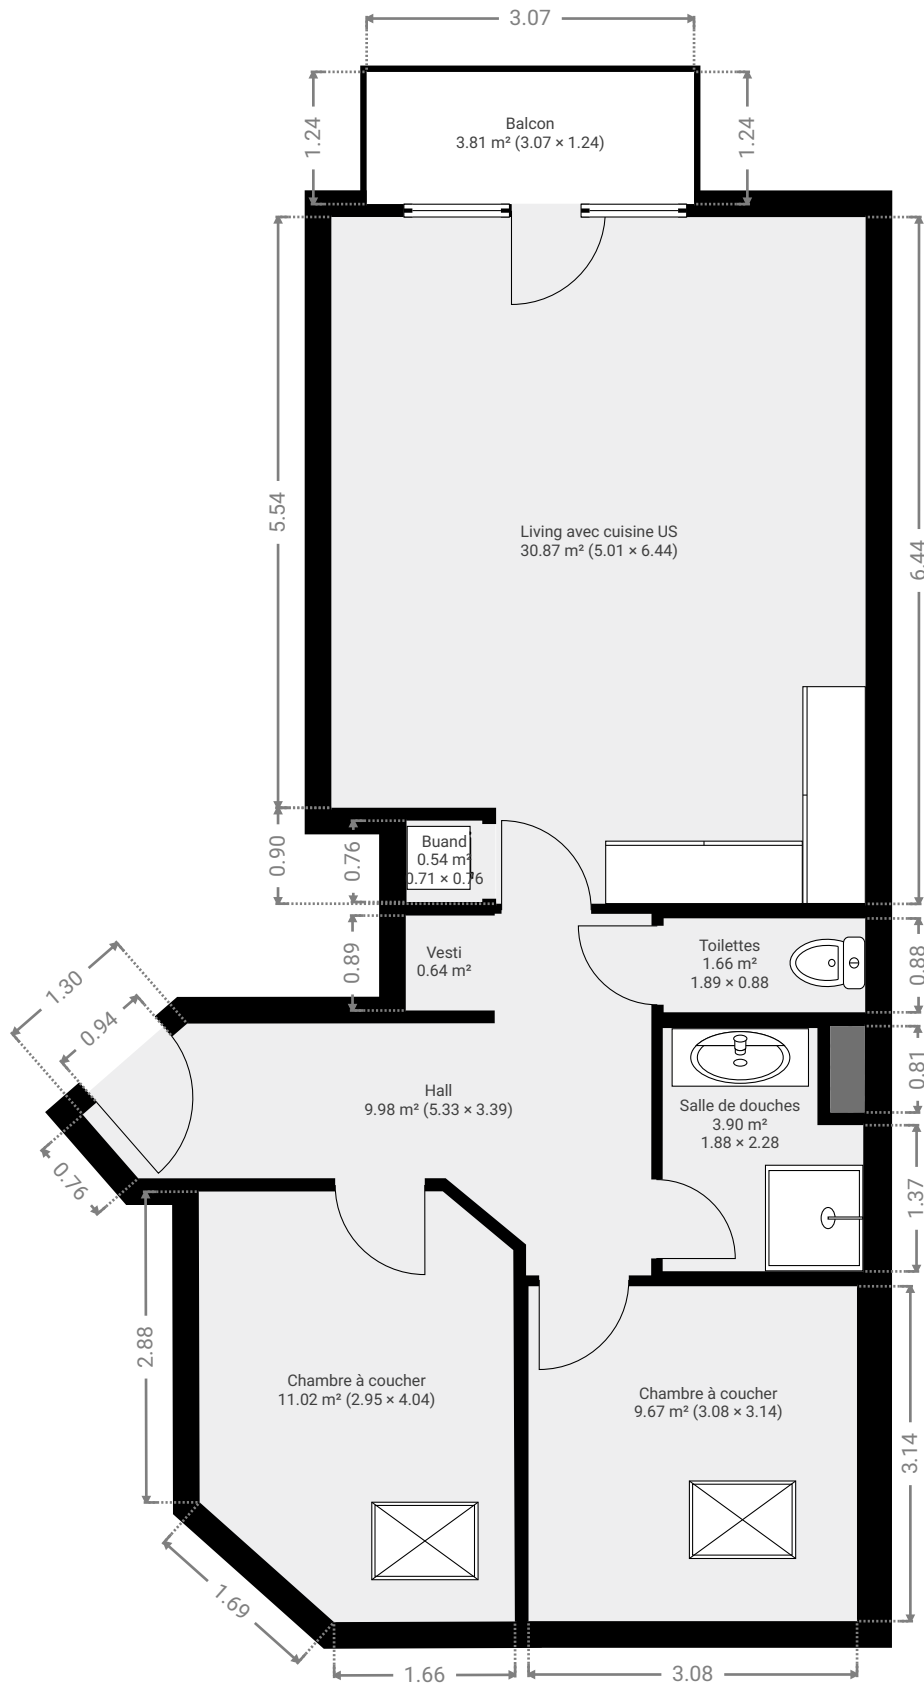 3.07
1.24
1.24
Balcon
3.81 m² (3.07 × 1.24)
5.54
6.44
Living avec cuisine US
30.87 m² (5.01 × 6.44)
0.90
0.76
Buand
0.54 m²
0.71 × 0.76
0.89
Vesti
0.64 m²
Toilettes
1.66 m²
1.89 × 0.88
0.88
1.30
0.94
0.81
Hall
9.98 m² (5.33 × 3.39)
Salle de douches
3.90 m²
1.88 × 2.28
0.76
1.37
2.88
Chambre à coucher
11.02 m² (2.95 × 4.04)
Chambre à coucher
9.67 m² (3.08 × 3.14)
3.14
1.69
1.66
3.08